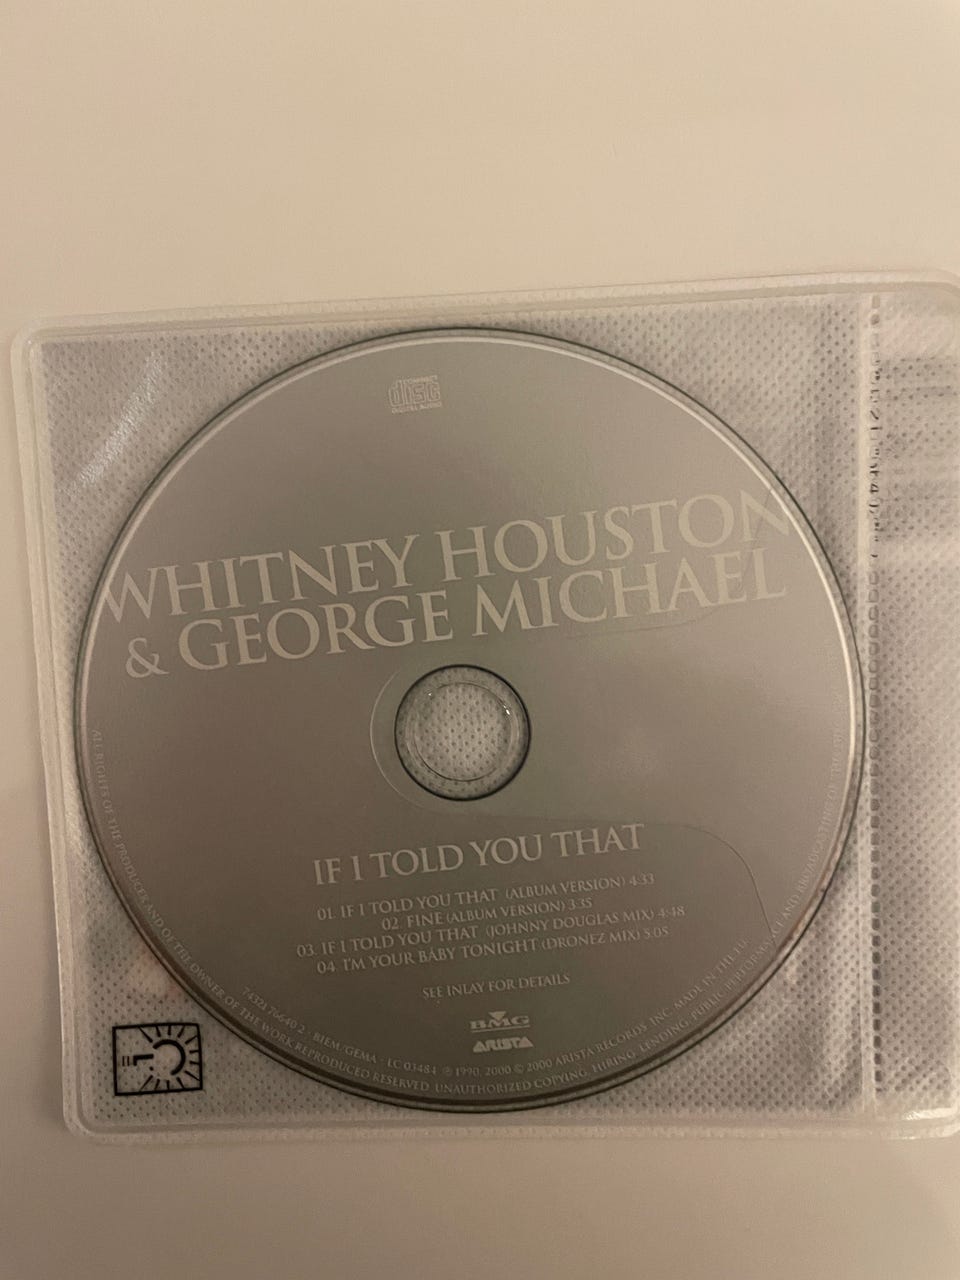 COMPACT
disc
DIGITAL AUDIO
WHITNEY HOUSTON
& GEORGE MICHAEL
IF I TOLD YOU THAT
01. IF I TOLD YOU THAT (ALBUM VERSION) 4:33
02. FINE (ALBUM VERSION) 3:35
03. IF I TOLD YOU THAT (JOHNNY DOUGLAS MIX) 4:48
04. I'M YOUR BABY TONIGHT (DRONEZ MIX) 5:05
SEE INLAY FOR DETAILS
BMG
ARISTA
74321 76640 2 · BIEM/GEMA · LC 03484 ℗ 1990, 2000 © 2000 ARISTA RECORDS, INC. MADE IN THE EU.
ALL RIGHTS OF THE PRODUCER AND OF THE OWNER OF THE WORK REPRODUCED RESERVED. UNAUTHORIZED COPYING, HIRING, LENDING, PUBLIC PERFORMANCE AND BROADCASTING OF THIS